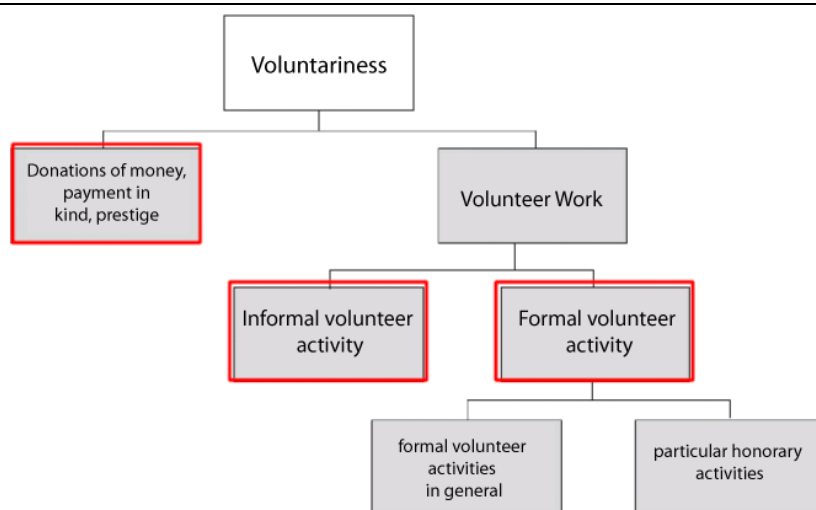 Voluntariness
Donations of money,
payment in
kind, prestige
Volunteer Work
Informal volunteer
activity
Formal volunteer
activity
formal volunteer
activities
in general
particular honorary
activities